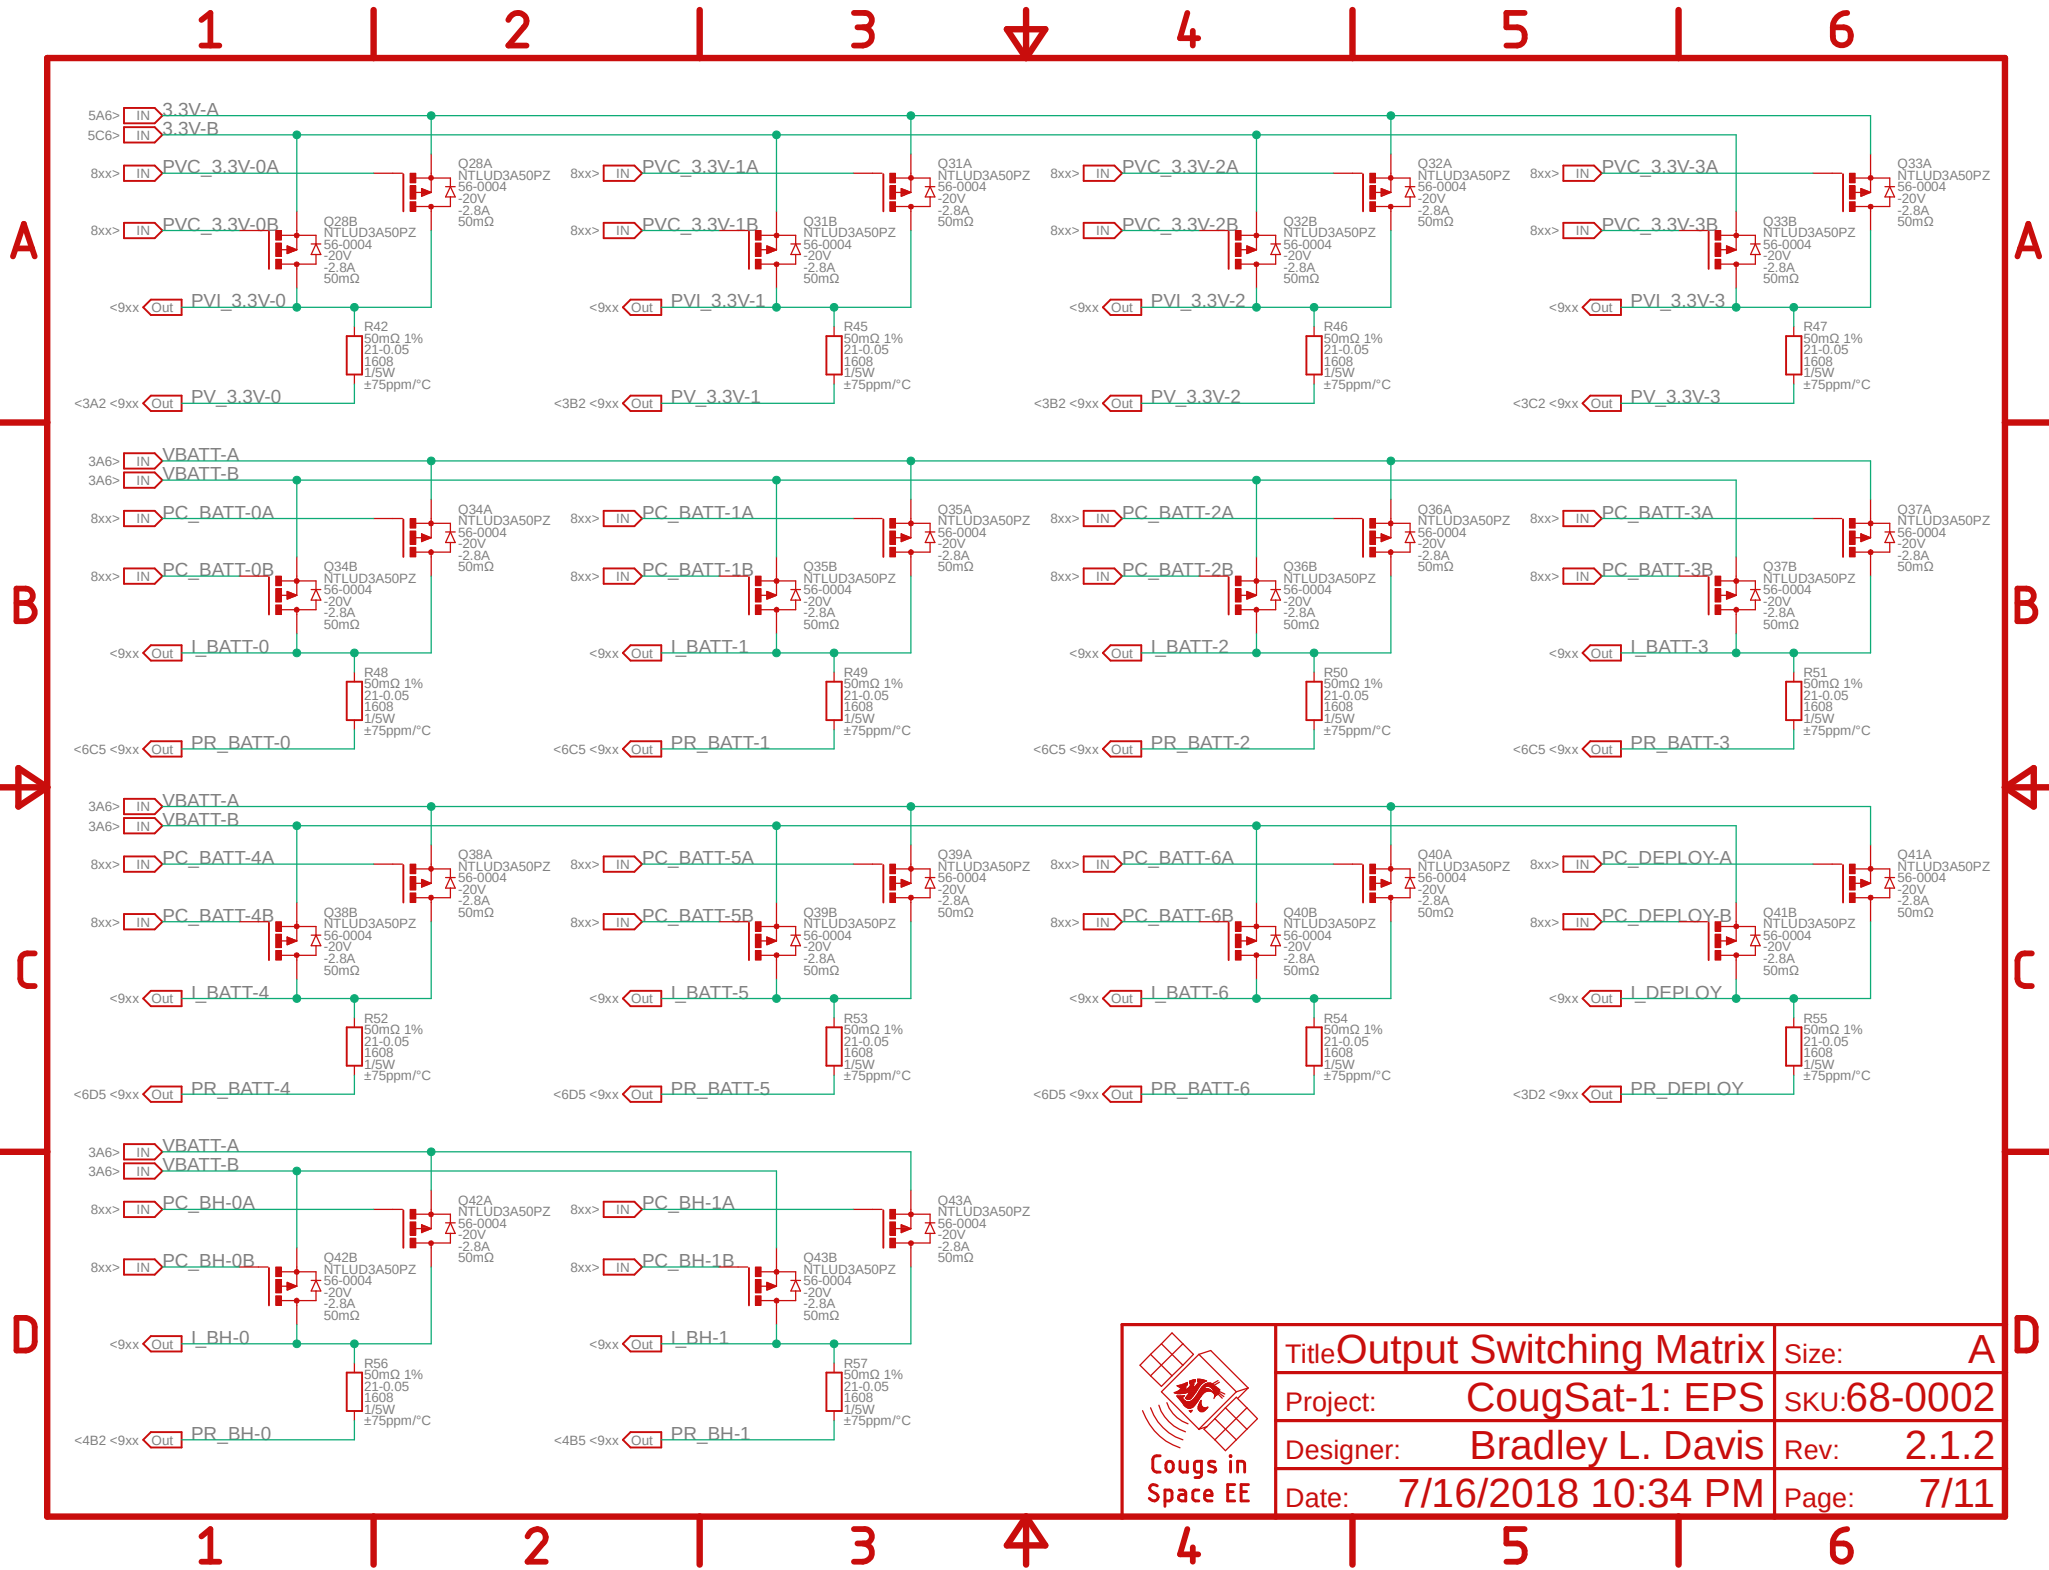 1 2 3 4 5 6
5A6> IN 3.3V-A
5C6> IN 3.3V-B
8xx> IN PVC_3.3V-0A
Q28A
NTLUD3A50PZ
56-0004
-20V
-2.8A
50mΩ
8xx> IN PVC_3.3V-0B
Q28B
NTLUD3A50PZ
56-0004
-20V
-2.8A
50mΩ
<9xx Out PVI_3.3V-0
R42
50mΩ 1%
21-0.05
1608
1/5W
±75ppm/°C
<3A2 <9xx Out PV_3.3V-0
8xx> IN PVC_3.3V-1A
Q31A
NTLUD3A50PZ
56-0004
-20V
-2.8A
50mΩ
8xx> IN PVC_3.3V-1B
Q31B
NTLUD3A50PZ
56-0004
-20V
-2.8A
50mΩ
<9xx Out PVI_3.3V-1
R45
50mΩ 1%
21-0.05
1608
1/5W
±75ppm/°C
<3B2 <9xx Out PV_3.3V-1
8xx> IN PVC_3.3V-2A
Q32A
NTLUD3A50PZ
56-0004
-20V
-2.8A
50mΩ
8xx> IN PVC_3.3V-2B
Q32B
NTLUD3A50PZ
56-0004
-20V
-2.8A
50mΩ
<9xx Out PVI_3.3V-2
R46
50mΩ 1%
21-0.05
1608
1/5W
±75ppm/°C
<3B2 <9xx Out PV_3.3V-2
8xx> IN PVC_3.3V-3A
Q33A
NTLUD3A50PZ
56-0004
-20V
-2.8A
50mΩ
8xx> IN PVC_3.3V-3B
Q33B
NTLUD3A50PZ
56-0004
-20V
-2.8A
50mΩ
<9xx Out PVI_3.3V-3
R47
50mΩ 1%
21-0.05
1608
1/5W
±75ppm/°C
<3C2 <9xx Out PV_3.3V-3
A A
3A6> IN VBATT-A
3A6> IN VBATT-B
8xx> IN PC_BATT-0A
Q34A
NTLUD3A50PZ
56-0004
-20V
-2.8A
50mΩ
8xx> IN PC_BATT-0B
Q34B
NTLUD3A50PZ
56-0004
-20V
-2.8A
50mΩ
<9xx Out I_BATT-0
R48
50mΩ 1%
21-0.05
1608
1/5W
±75ppm/°C
<6C5 <9xx Out PR_BATT-0
8xx> IN PC_BATT-1A
Q35A
NTLUD3A50PZ
56-0004
-20V
-2.8A
50mΩ
8xx> IN PC_BATT-1B
Q35B
NTLUD3A50PZ
56-0004
-20V
-2.8A
50mΩ
<9xx Out I_BATT-1
R49
50mΩ 1%
21-0.05
1608
1/5W
±75ppm/°C
<6C5 <9xx Out PR_BATT-1
8xx> IN PC_BATT-2A
Q36A
NTLUD3A50PZ
56-0004
-20V
-2.8A
50mΩ
8xx> IN PC_BATT-2B
Q36B
NTLUD3A50PZ
56-0004
-20V
-2.8A
50mΩ
<9xx Out I_BATT-2
R50
50mΩ 1%
21-0.05
1608
1/5W
±75ppm/°C
<6C5 <9xx Out PR_BATT-2
8xx> IN PC_BATT-3A
Q37A
NTLUD3A50PZ
56-0004
-20V
-2.8A
50mΩ
8xx> IN PC_BATT-3B
Q37B
NTLUD3A50PZ
56-0004
-20V
-2.8A
50mΩ
<9xx Out I_BATT-3
R51
50mΩ 1%
21-0.05
1608
1/5W
±75ppm/°C
<6C5 <9xx Out PR_BATT-3
B B
3A6> IN VBATT-A
3A6> IN VBATT-B
8xx> IN PC_BATT-4A
Q38A
NTLUD3A50PZ
56-0004
-20V
-2.8A
50mΩ
8xx> IN PC_BATT-4B
Q38B
NTLUD3A50PZ
56-0004
-20V
-2.8A
50mΩ
<9xx Out I_BATT-4
R52
50mΩ 1%
21-0.05
1608
1/5W
±75ppm/°C
<6D5 <9xx Out PR_BATT-4
8xx> IN PC_BATT-5A
Q39A
NTLUD3A50PZ
56-0004
-20V
-2.8A
50mΩ
8xx> IN PC_BATT-5B
Q39B
NTLUD3A50PZ
56-0004
-20V
-2.8A
50mΩ
<9xx Out I_BATT-5
R53
50mΩ 1%
21-0.05
1608
1/5W
±75ppm/°C
<6D5 <9xx Out PR_BATT-5
8xx> IN PC_BATT-6A
Q40A
NTLUD3A50PZ
56-0004
-20V
-2.8A
50mΩ
8xx> IN PC_BATT-6B
Q40B
NTLUD3A50PZ
56-0004
-20V
-2.8A
50mΩ
<9xx Out I_BATT-6
R54
50mΩ 1%
21-0.05
1608
1/5W
±75ppm/°C
<6D5 <9xx Out PR_BATT-6
8xx> IN PC_DEPLOY-A
Q41A
NTLUD3A50PZ
56-0004
-20V
-2.8A
50mΩ
8xx> IN PC_DEPLOY-B
Q41B
NTLUD3A50PZ
56-0004
-20V
-2.8A
50mΩ
<9xx Out I_DEPLOY
R55
50mΩ 1%
21-0.05
1608
1/5W
±75ppm/°C
<3D2 <9xx Out PR_DEPLOY
C C
3A6> IN VBATT-A
3A6> IN VBATT-B
8xx> IN PC_BH-0A
Q42A
NTLUD3A50PZ
56-0004
-20V
-2.8A
50mΩ
8xx> IN PC_BH-0B
Q42B
NTLUD3A50PZ
56-0004
-20V
-2.8A
50mΩ
<9xx Out I_BH-0
R56
50mΩ 1%
21-0.05
1608
1/5W
±75ppm/°C
<4B2 <9xx Out PR_BH-0
8xx> IN PC_BH-1A
Q43A
NTLUD3A50PZ
56-0004
-20V
-2.8A
50mΩ
8xx> IN PC_BH-1B
Q43B
NTLUD3A50PZ
56-0004
-20V
-2.8A
50mΩ
<9xx Out I_BH-1
R57
50mΩ 1%
21-0.05
1608
1/5W
±75ppm/°C
<4B5 <9xx Out PR_BH-1
D D
Cougs in
Space EE
Title: Output Switching Matrix Size: A
Project: CougSat-1: EPS SKU: 68-0002
Designer: Bradley L. Davis Rev: 2.1.2
Date: 7/16/2018 10:34 PM Page: 7/11
1 2 3 4 5 6